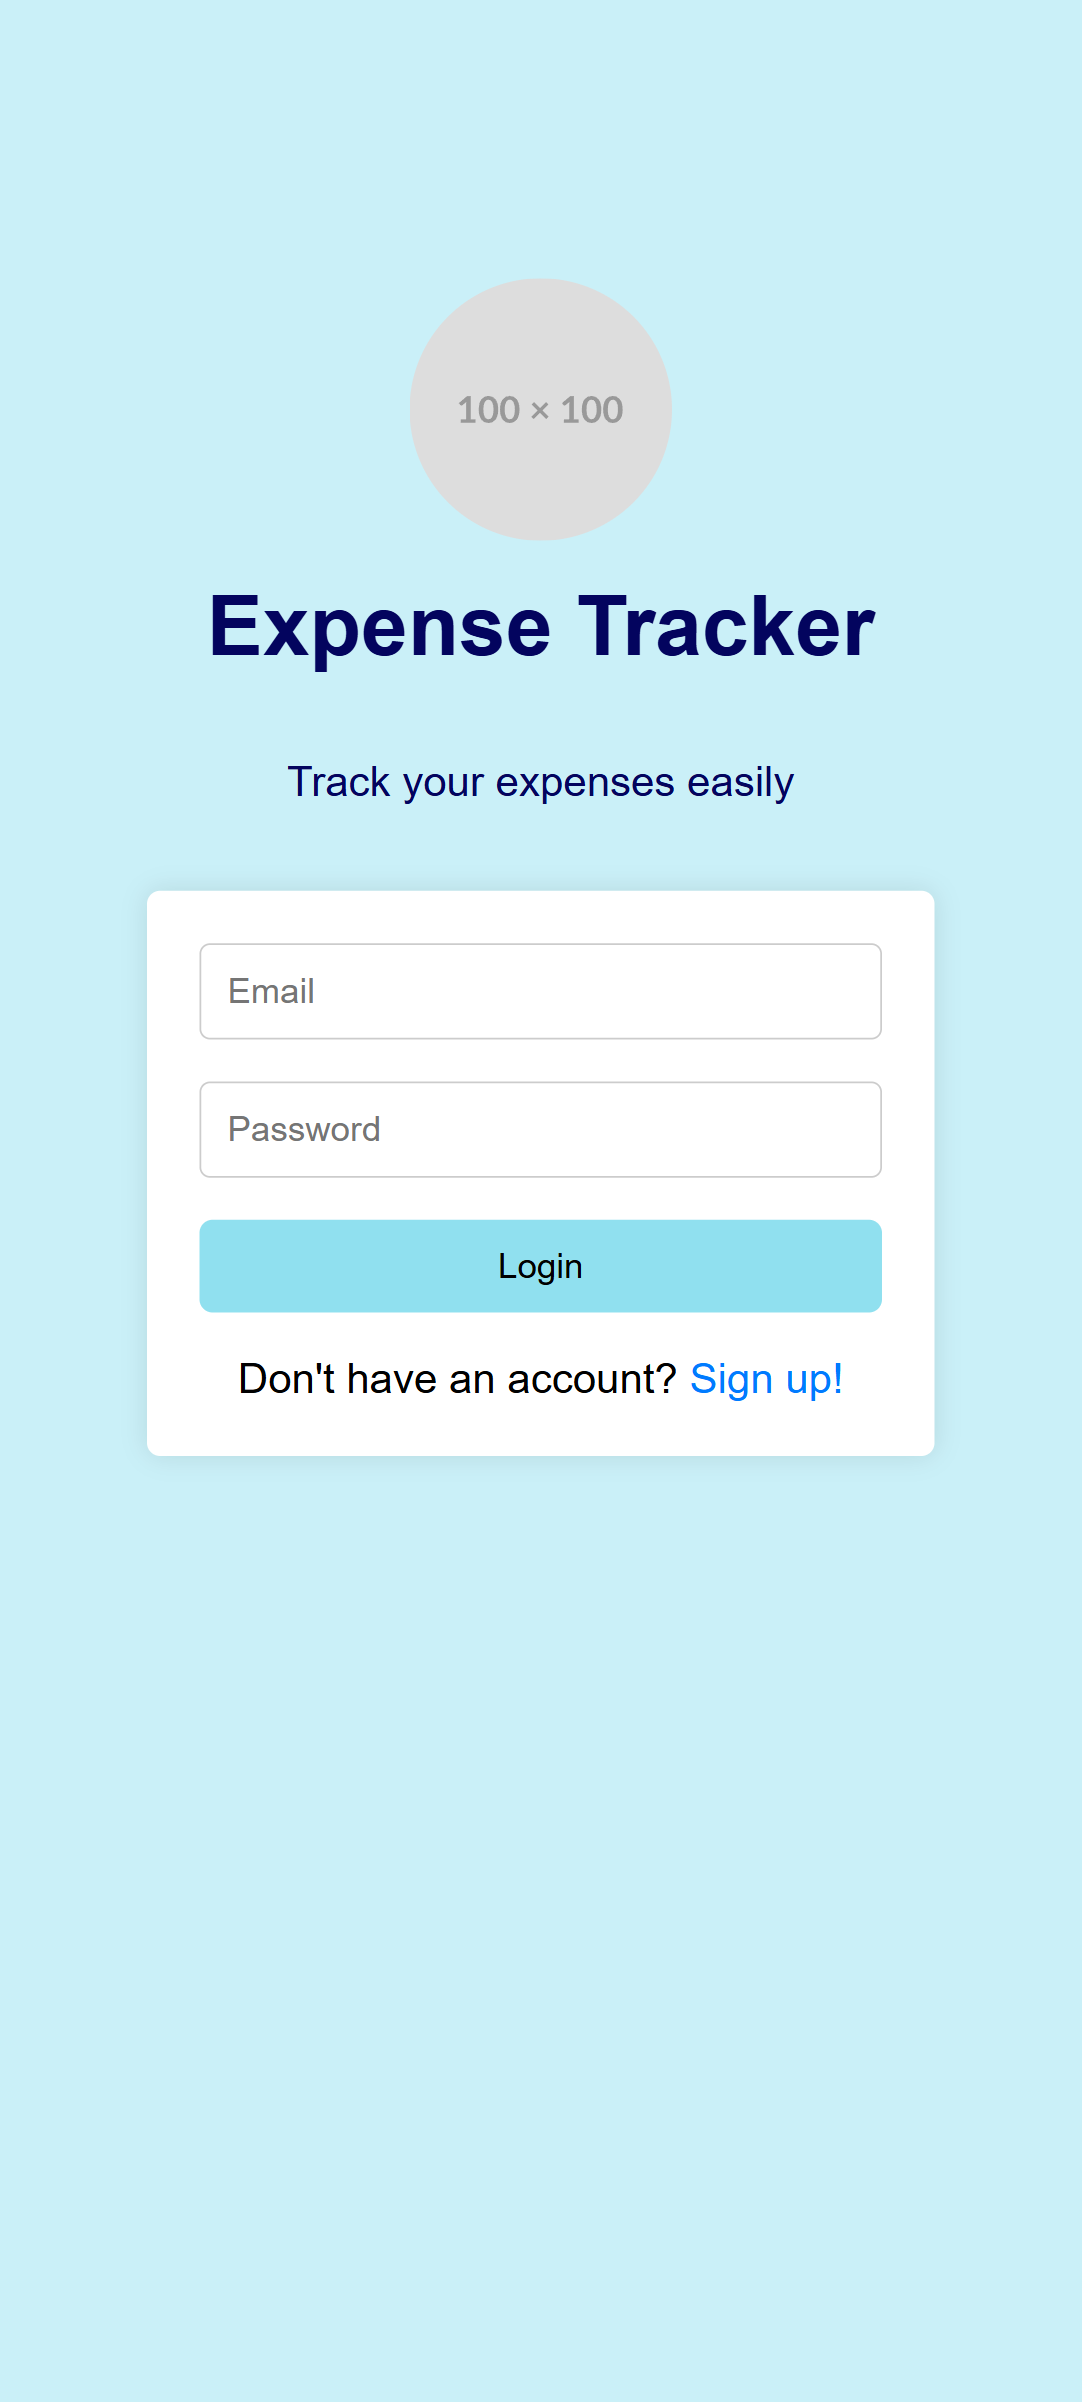 100 × 100
Expense Tracker
Track your expenses easily
Email
Password
Login
Don't have an account? Sign up!